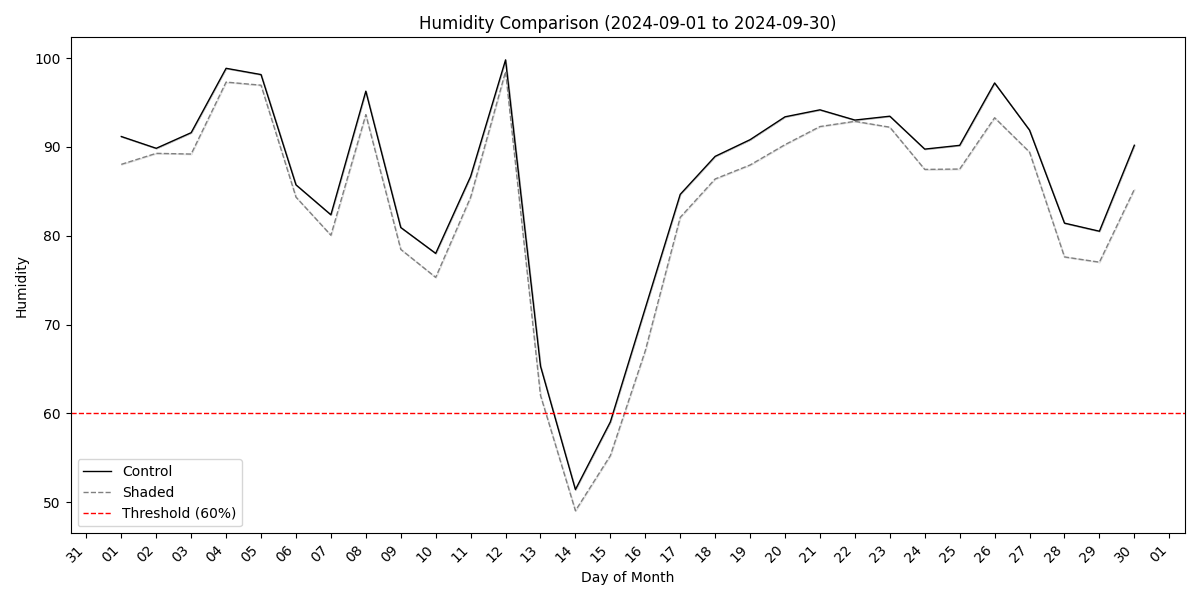 Humidity Comparison (2024-09-01 to 2024-09-30)
Humidity
100
90
80
70
60
50
Control
Shaded
Threshold (60%)
31 01 02 03 04 05 06 07 08 09 10 11 12 13 14 15 16 17 18 19 20 21 22 23 24 25 26 27 28 29 30 01
Day of Month